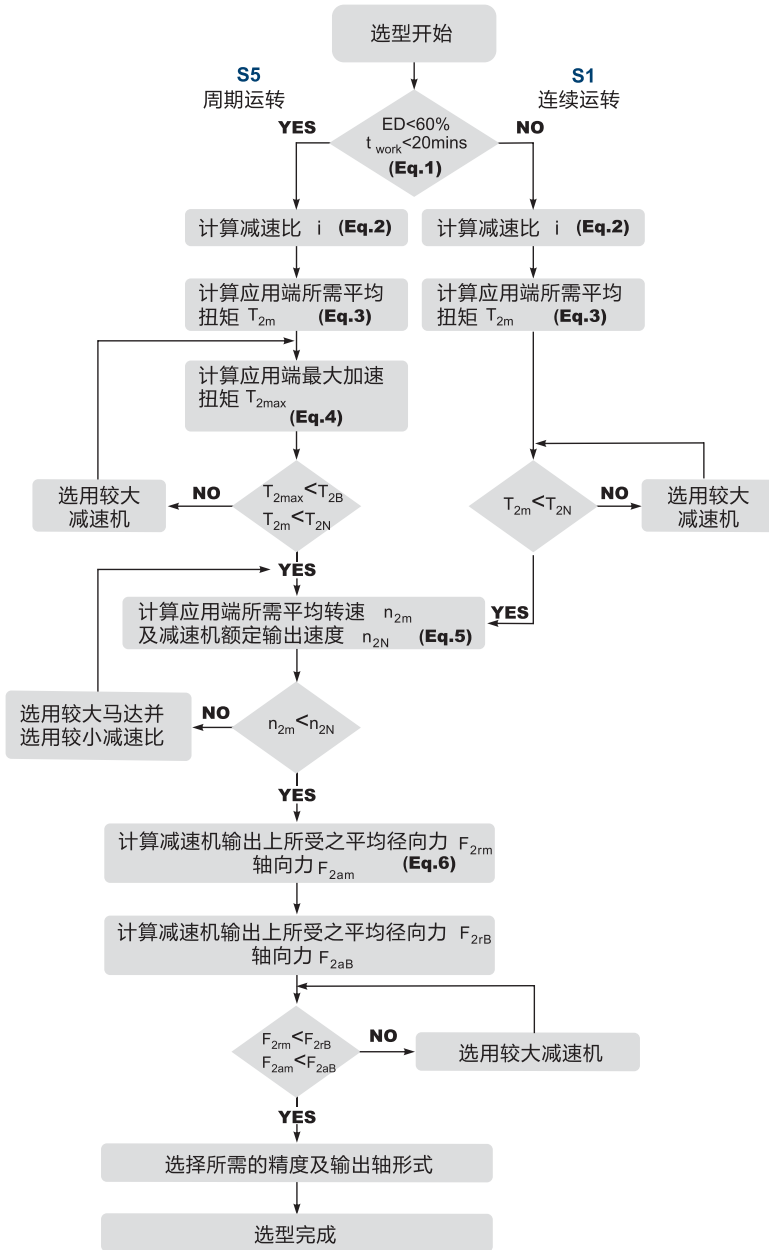 选型开始
S5
周期运转
S1
连续运转
YES
ED<60%
t work<20mins
(Eq.1)
NO
计算减速比 i (Eq.2)
计算减速比 i (Eq.2)
计算应用端所需平均
扭矩 T2m (Eq.3)
计算应用端所需平均
扭矩 T2m (Eq.3)
计算应用端最大加速
扭矩 T2max
(Eq.4)
选用较大
减速机
NO
T2max<T2B
T2m<T2N
T2m<T2N
NO
选用较大
减速机
YES
计算应用端所需平均转速 n2m
及减速机额定输出速度 n2N (Eq.5)
YES
选用较大马达并
选用较小减速比
NO
n2m<n2N
YES
计算减速机输出上所受之平均径向力 F2rm
轴向力 F2am (Eq.6)
计算减速机输出上所受之平均径向力 F2rB
轴向力 F2aB
F2rm<F2rB
F2am<F2aB
NO
选用较大减速机
YES
选择所需的精度及输出轴形式
选型完成